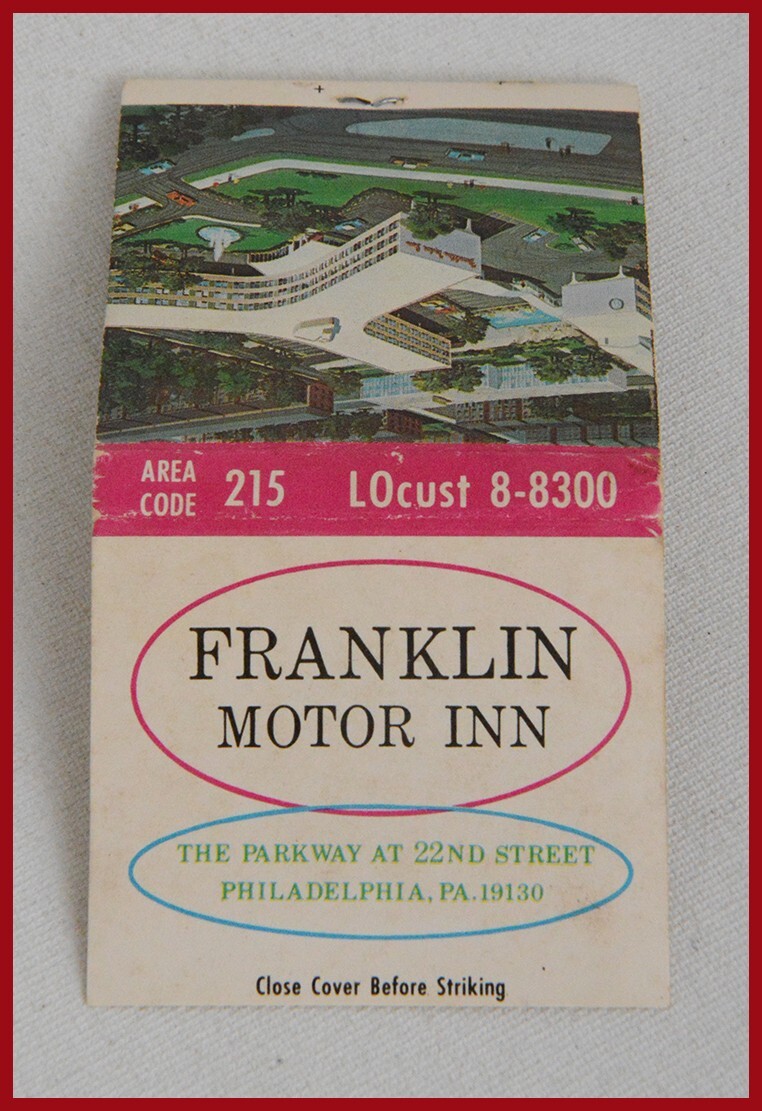 AREA CODE 215 LOcust 8-8300
FRANKLIN
MOTOR INN
THE PARKWAY AT 22ND STREET
PHILADELPHIA, PA. 19130
Close Cover Before Striking